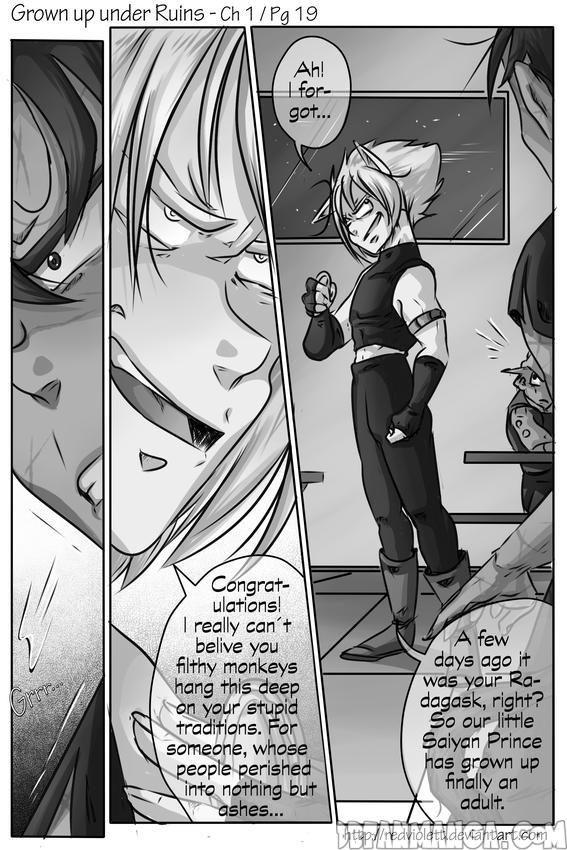 Grown up under Ruins - Ch 1 / Pg 19
Ah!
I for-
got...
A few
days ago it
was your Ra-
dagask, right?
So our little
Saiyan Prince
has grown up
finally an
adult.
Congrat-
ulations!
I really can´t
belive you
filthy monkeys
hang this deep
on your stupid
traditions. For
someone, whose
people perished
into nothing but
ashes...
Grrr...
http://redviolett.deviantart.com
DBFANMANGA.COM